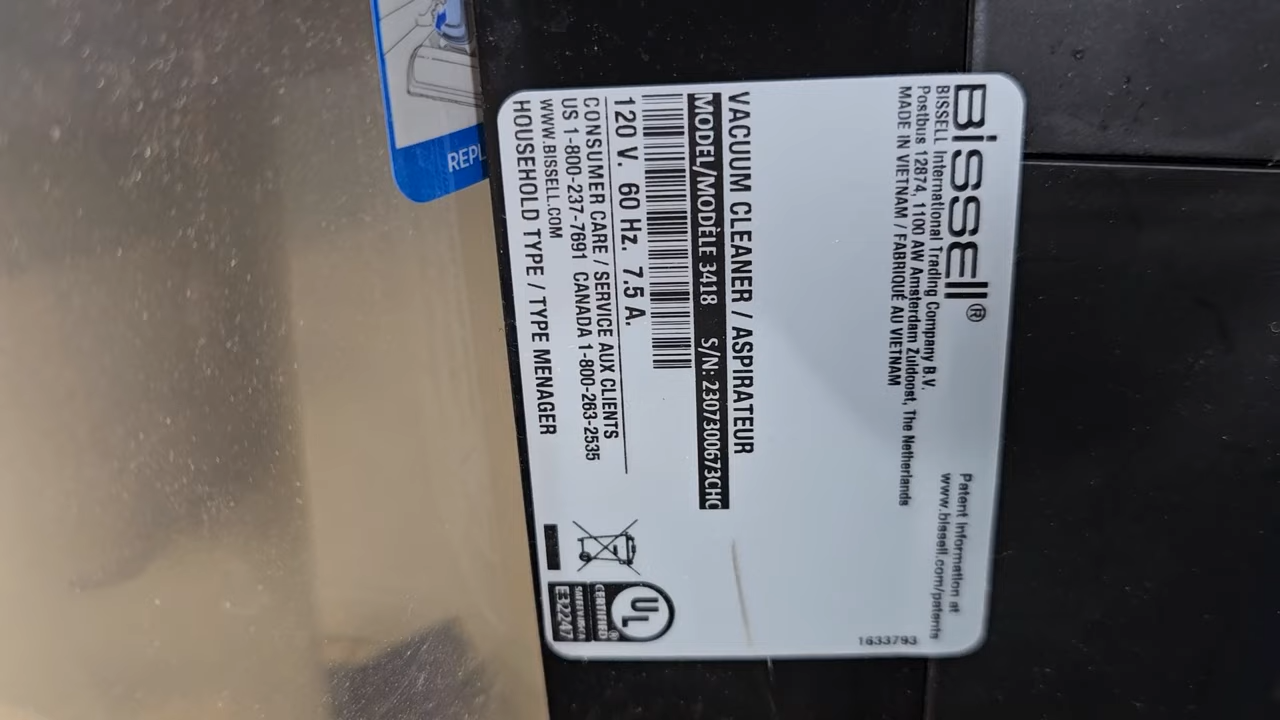 BISSELL®
BISSELL International Trading Company B.V.
Postbus 12874, 1100 AW Amsterdam Zuidoost, The Netherlands
MADE IN VIETNAM / FABRIQUÉ AU VIETNAM
Patent information at
www.bissell.com/patents
VACUUM CLEANER / ASPIRATEUR
MODEL/MODÈLE 3418 S/N: 2307300673CHC
120 V. 60 Hz. 7.5 A.
CONSUMER CARE / SERVICE AUX CLIENTS
US 1-800-237-7691 CANADA 1-800-263-2535
WWW.BISSELL.COM
HOUSEHOLD TYPE / TYPE MENAGER
UL
CERTIFIED
E32247
1633793
REPL